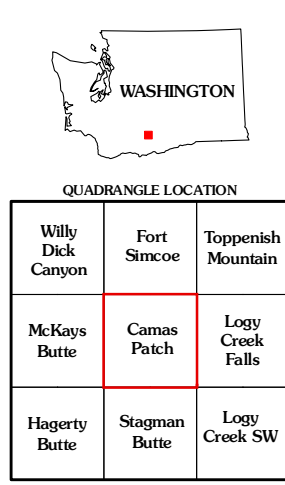 WASHINGTON
QUADRANGLE LOCATION
Willy
Dick
Canyon
Fort
Simcoe
Toppenish
Mountain
McKays
Butte
Camas
Patch
Logy
Creek
Falls
Hagerty
Butte
Stagman
Butte
Logy
Creek SW